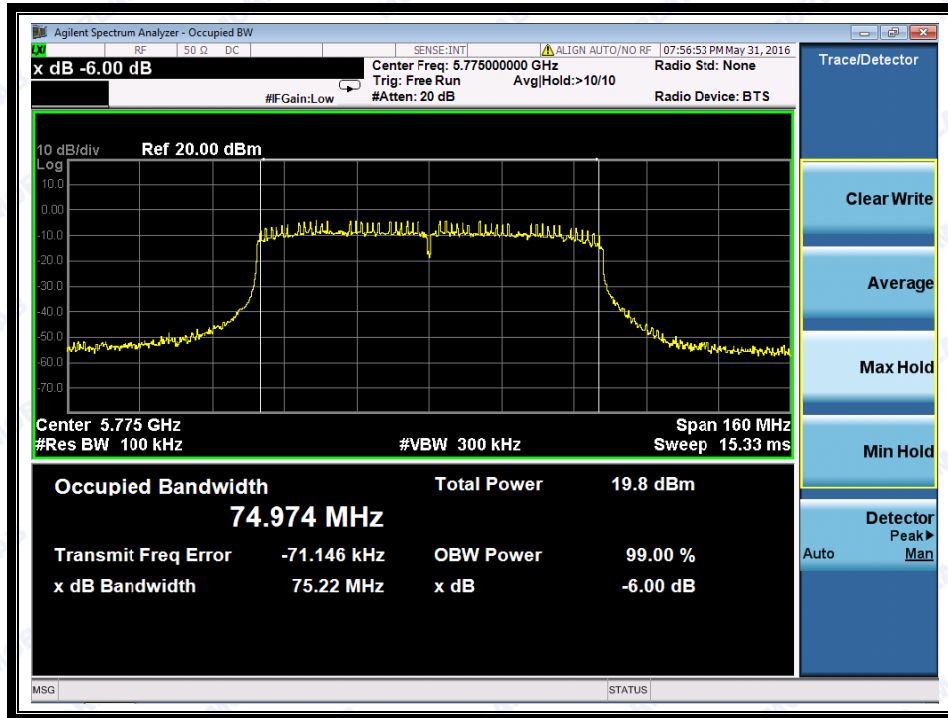 Agilent Spectrum Analyzer - Occupied BW
LXI RF 50 Ω DC SENSE:INT ALIGN AUTO/NO RF 07:56:53 PM May 31, 2016
x dB -6.00 dB
Center Freq: 5.775000000 GHz
Radio Std: None
Trig: Free Run Avg|Hold:>10/10
#IFGain:Low #Atten: 20 dB Radio Device: BTS
10 dB/div Ref 20.00 dBm
Log
10.0
0.00
-10.0
-20.0
-30.0
-40.0
-50.0
-60.0
-70.0
Center 5.775 GHz Span 160 MHz
#Res BW 100 kHz #VBW 300 kHz Sweep 15.33 ms
Occupied Bandwidth Total Power 19.8 dBm
74.974 MHz
Transmit Freq Error -71.146 kHz OBW Power 99.00 %
x dB Bandwidth 75.22 MHz x dB -6.00 dB
MSG STATUS
Trace/Detector
Clear Write
Average
Max Hold
Min Hold
Detector
Peak▶
Auto Man